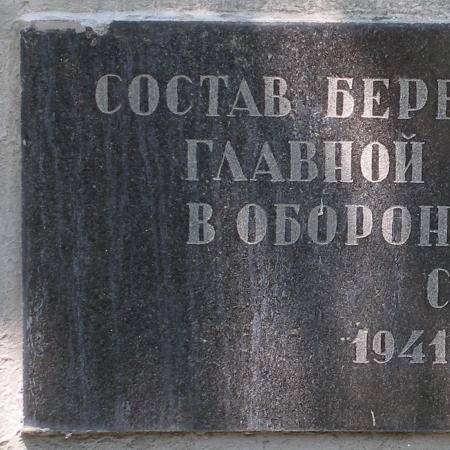 СОСТАВ БЕРЕ
ГЛАВНОЙ
В ОБОРОН
С
1941